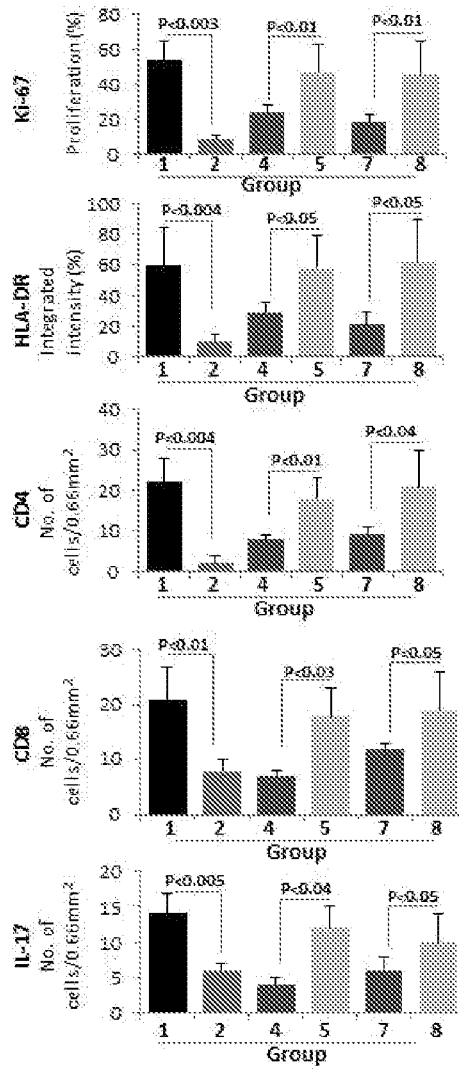 Ki-67
Proliferation (%)
80
60
40
20
0
P<0.003
P<0.01
P<0.01
1 2 4 5 7 8
Group
HLA-DR
Integrated
intensity (%)
100
80
60
40
20
0
P<0.004
P<0.05
P<0.05
1 2 4 5 7 8
Group
CD4
No. of
cells/0.66mm²
40
30
20
10
0
P<0.004
P<0.01
P<0.04
1 2 4 5 7 8
Group
CD8
No. of
cells/0.66mm²
30
20
10
0
P<0.01
P<0.03
P<0.05
1 2 4 5 7 8
Group
IL-17
No. of
cells/0.66mm²
20
15
10
5
0
P<0.005
P<0.04
P<0.05
1 2 4 5 7 8
Group